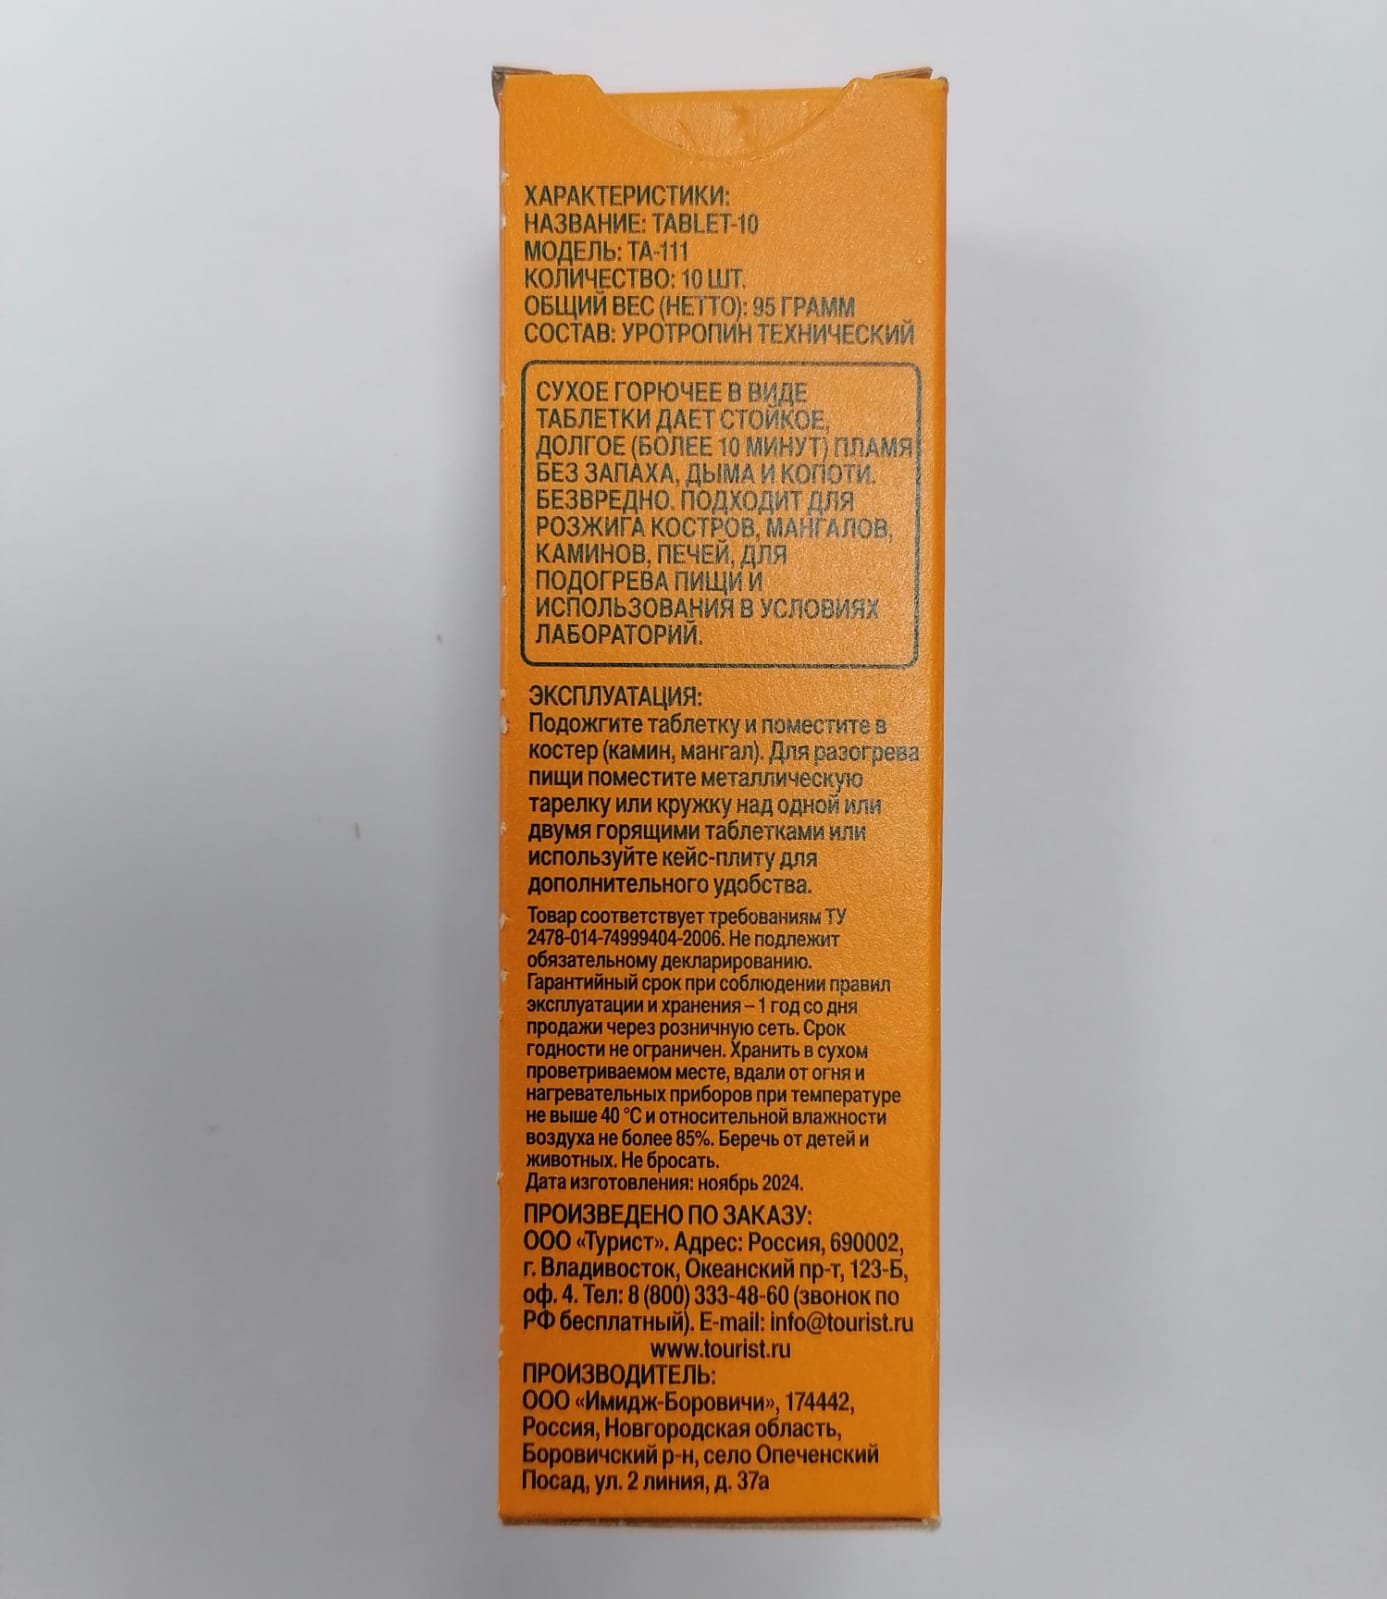 ХАРАКТЕРИСТИКИ:
НАЗВАНИЕ: TABLET-10
МОДЕЛЬ: ТА-111
КОЛИЧЕСТВО: 10 ШТ.
ОБЩИЙ ВЕС (НЕТТО): 95 ГРАММ
СОСТАВ: УРОТРОПИН ТЕХНИЧЕСКИЙ
СУХОЕ ГОРЮЧЕЕ В ВИДЕ
ТАБЛЕТКИ ДАЕТ СТОЙКОЕ,
ДОЛГОЕ (БОЛЕЕ 10 МИНУТ) ПЛАМЯ
БЕЗ ЗАПАХА, ДЫМА И КОПОТИ.
БЕЗВРЕДНО. ПОДХОДИТ ДЛЯ
РОЗЖИГА КОСТРОВ, МАНГАЛОВ,
КАМИНОВ, ПЕЧЕЙ, ДЛЯ
ПОДОГРЕВА ПИЩИ И
ИСПОЛЬЗОВАНИЯ В УСЛОВИЯХ
ЛАБОРАТОРИЙ.
ЭКСПЛУАТАЦИЯ:
Подожгите таблетку и поместите в
костер (камин, мангал). Для разогрева
пищи поместите металлическую
тарелку или кружку над одной или
двумя горящими таблетками или
используйте кейс-плиту для
дополнительного удобства.
Товар соответствует требованиям ТУ
2478-014-74999404-2006. Не подлежит
обязательному декларированию.
Гарантийный срок при соблюдении правил
эксплуатации и хранения – 1 год со дня
продажи через розничную сеть. Срок
годности не ограничен. Хранить в сухом
проветриваемом месте, вдали от огня и
нагревательных приборов при температуре
не выше 40 °С и относительной влажности
воздуха не более 85%. Беречь от детей и
животных. Не бросать.
Дата изготовления: ноябрь 2024.
ПРОИЗВЕДЕНО ПО ЗАКАЗУ:
ООО «Турист». Адрес: Россия, 690002,
г. Владивосток, Океанский пр-т, 123-Б,
оф. 4. Тел: 8 (800) 333-48-60 (звонок по
РФ бесплатный). E-mail: info@tourist.ru
www.tourist.ru
ПРОИЗВОДИТЕЛЬ:
ООО «Имидж-Боровичи», 174442,
Россия, Новгородская область,
Боровичский р-н, село Опеченский
Посад, ул. 2 линия, д. 37а